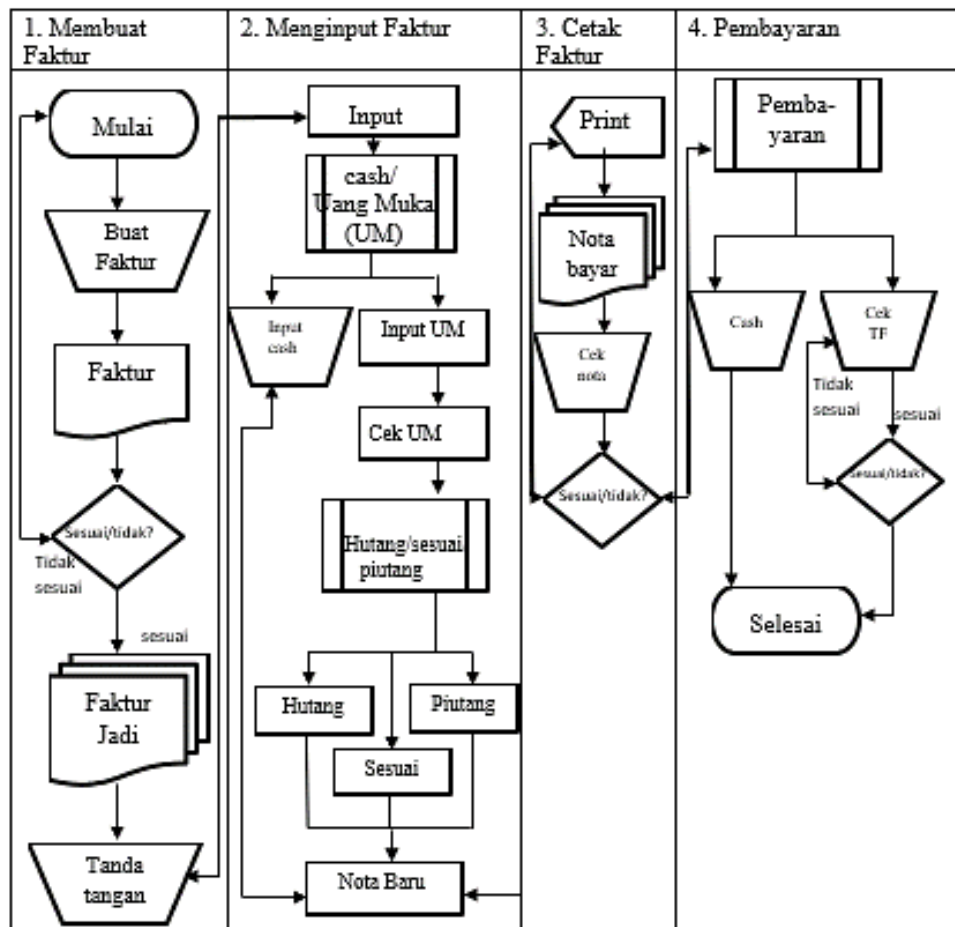 1. Membuat
Faktur
2. Menginput Faktur
3. Cetak
Faktur
4. Pembayaran
Mulai
Buat
Faktur
Faktur
Sesuai/tidak?
Tidak
sesuai
sesuai
Faktur
Jadi
Tanda
tangan
Input
cash/
Uang Muka
(UM)
Input
cash
Input UM
Cek UM
Hutang/sesuai
piutang
Hutang
Piutang
Sesuai
Nota Baru
Print
Nota
bayar
Cek
nota
Sesuai/tidak?
Pemba-
yaran
Cash
Cek
TF
Tidak
sesuai
sesuai
Sesuai/tidak?
Selesai